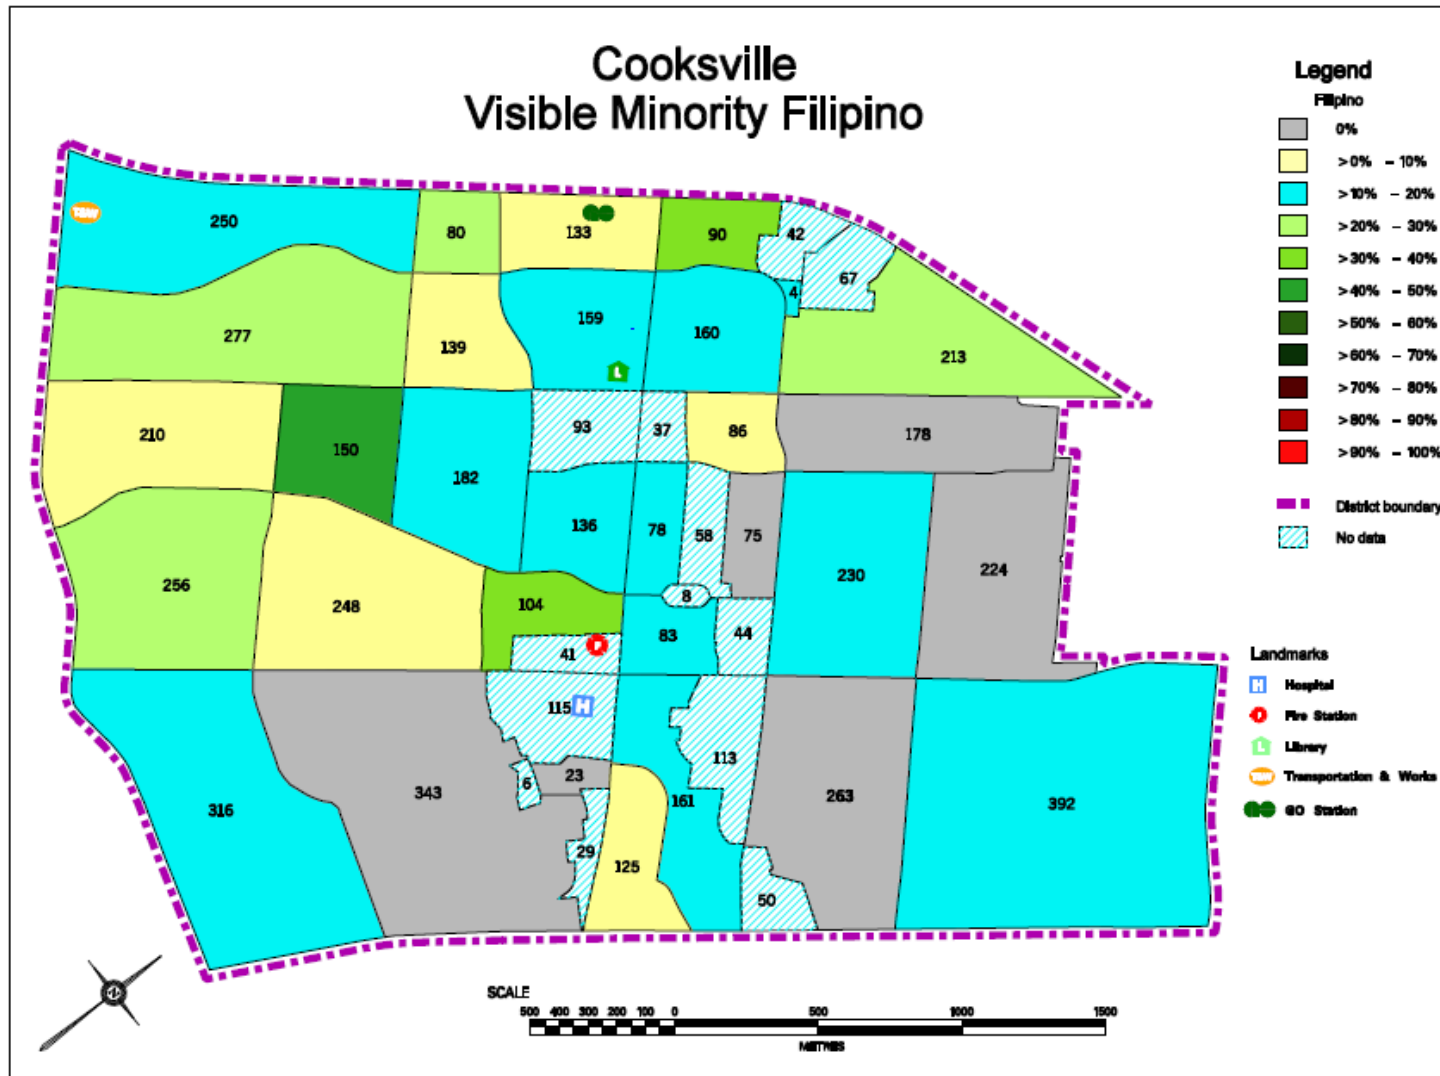 Cooksville
Visible Minority Filipino
Legend
Filipino
0%
>0% - 10%
>10% - 20%
>20% - 30%
>30% - 40%
>40% - 50%
>50% - 60%
>60% - 70%
>70% - 80%
>80% - 90%
>90% - 100%
District boundary
No data
Landmarks
H Hospital
F Fire Station
L Library
T&W Transportation & Works
GO Station
250
80
133
90
42
67
4
277
139
159
160
213
L
210
150
182
93
37
86
178
136
78
58
75
230
224
256
248
104
8
83
44
41
F
115
H
113
316
343
6
23
161
263
392
29
125
50
T&W
N
SCALE
500 400 300 200 100 0 500 1000 1500
METRES